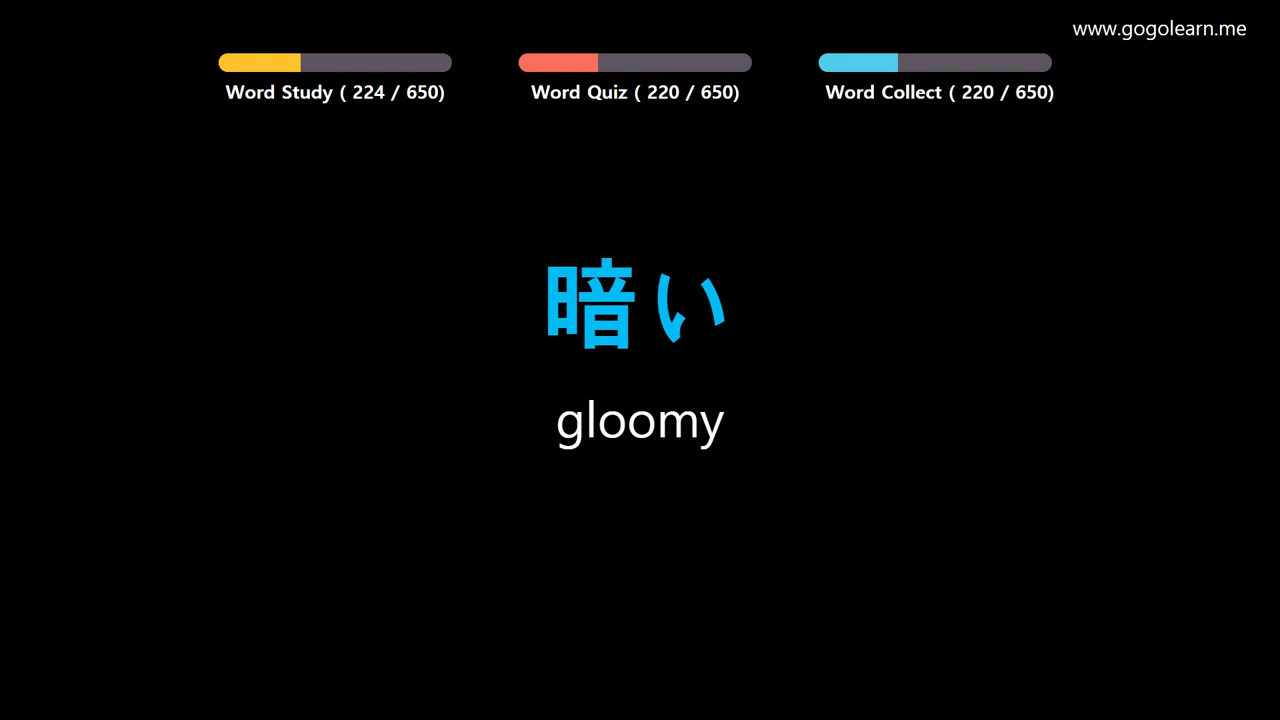 www.gogolearn.me
Word Study ( 224 / 650)
Word Quiz ( 220 / 650)
Word Collect ( 220 / 650)
暗い
gloomy